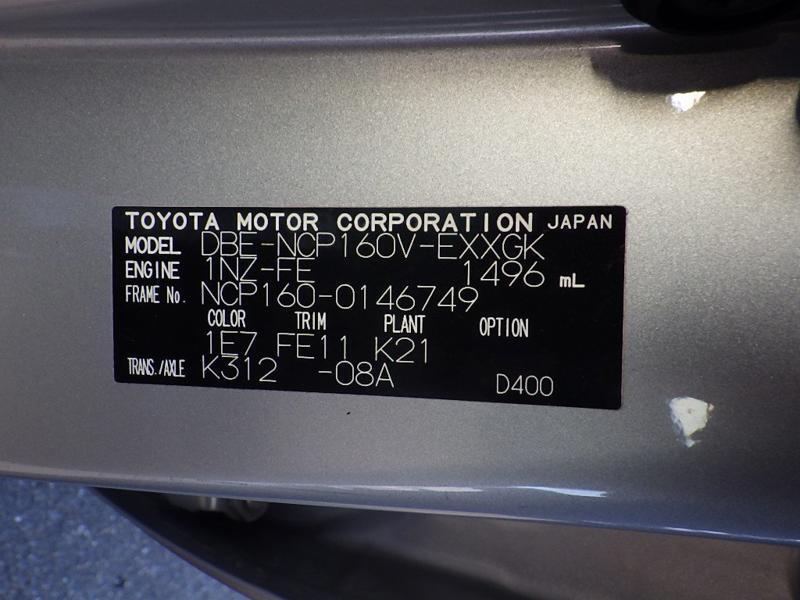 TOYOTA MOTOR CORPORATION JAPAN
MODEL DBE-NCP160V-EXXGK
ENGINE 1NZ-FE 1496 mL
FRAME No. NCP160-0146749
COLOR TRIM PLANT OPTION
1E7 FE11 K21
TRANS./AXLE K312 -08A D400